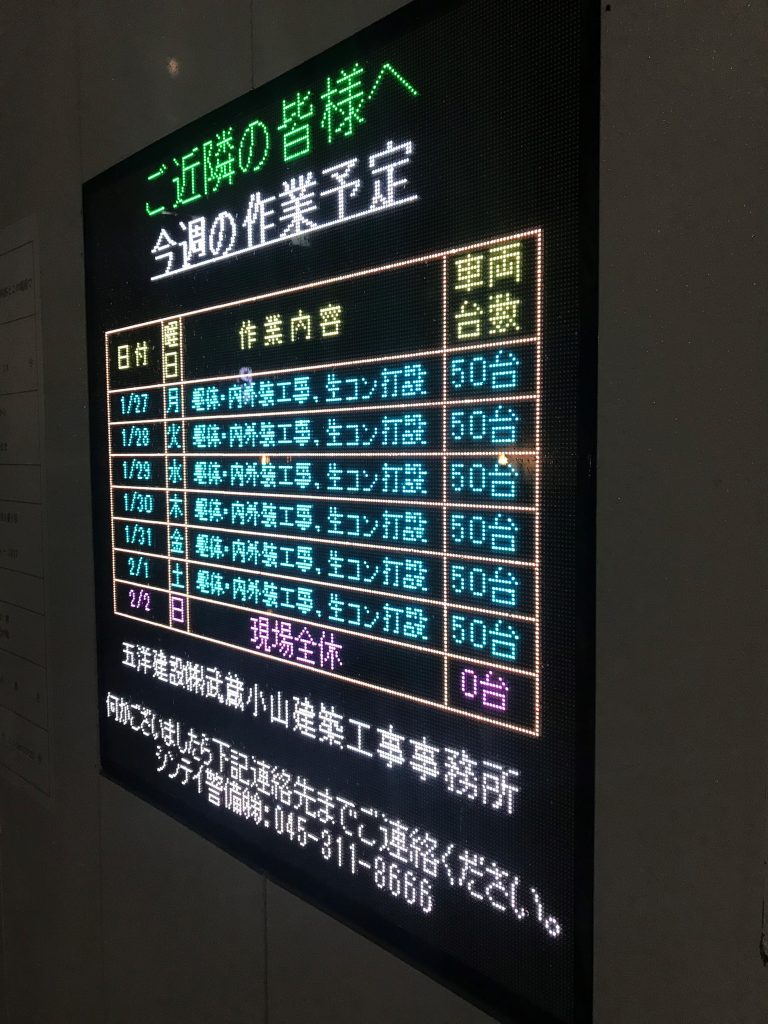 ご近隣の皆様へ
今週の作業予定
日付 曜日 作業内容 車両台数
1/27 月 躯体・内外装工事、生コン打設 50台
1/28 火 躯体・内外装工事、生コン打設 50台
1/29 水 躯体・内外装工事、生コン打設 50台
1/30 木 躯体・内外装工事、生コン打設 50台
1/31 金 躯体・内外装工事、生コン打設 50台
2/1 土 躯体・内外装工事、生コン打設 50台
2/2 日 現場全休 0台
五洋建設㈱武蔵小山建築工事事務所
何かございましたら下記連絡先までご連絡ください。
シンテイ警備㈱:045-311-8666